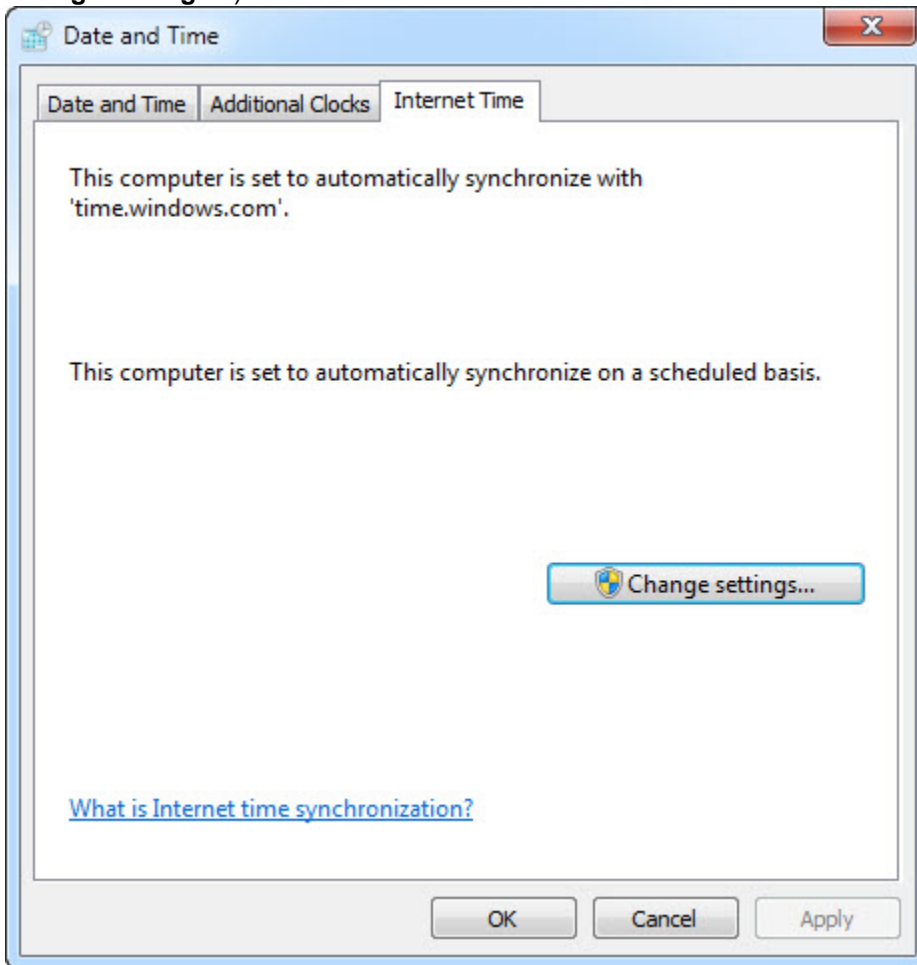 Date and Time
Date and Time Additional Clocks Internet Time
This computer is set to automatically synchronize with
'time.windows.com'.
This computer is set to automatically synchronize on a scheduled basis.
Change settings...
What is Internet time synchronization?
OK Cancel Apply